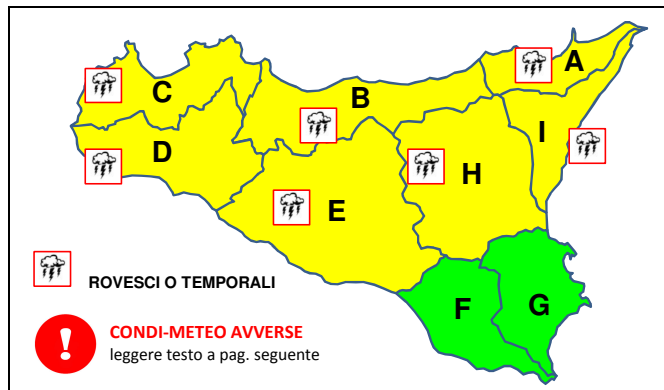 A
C
B
I
D
H
E
ROVESCI O TEMPORALI
F
G
!
CONDI-METEO AVVERSE
leggere testo a pag. seguente